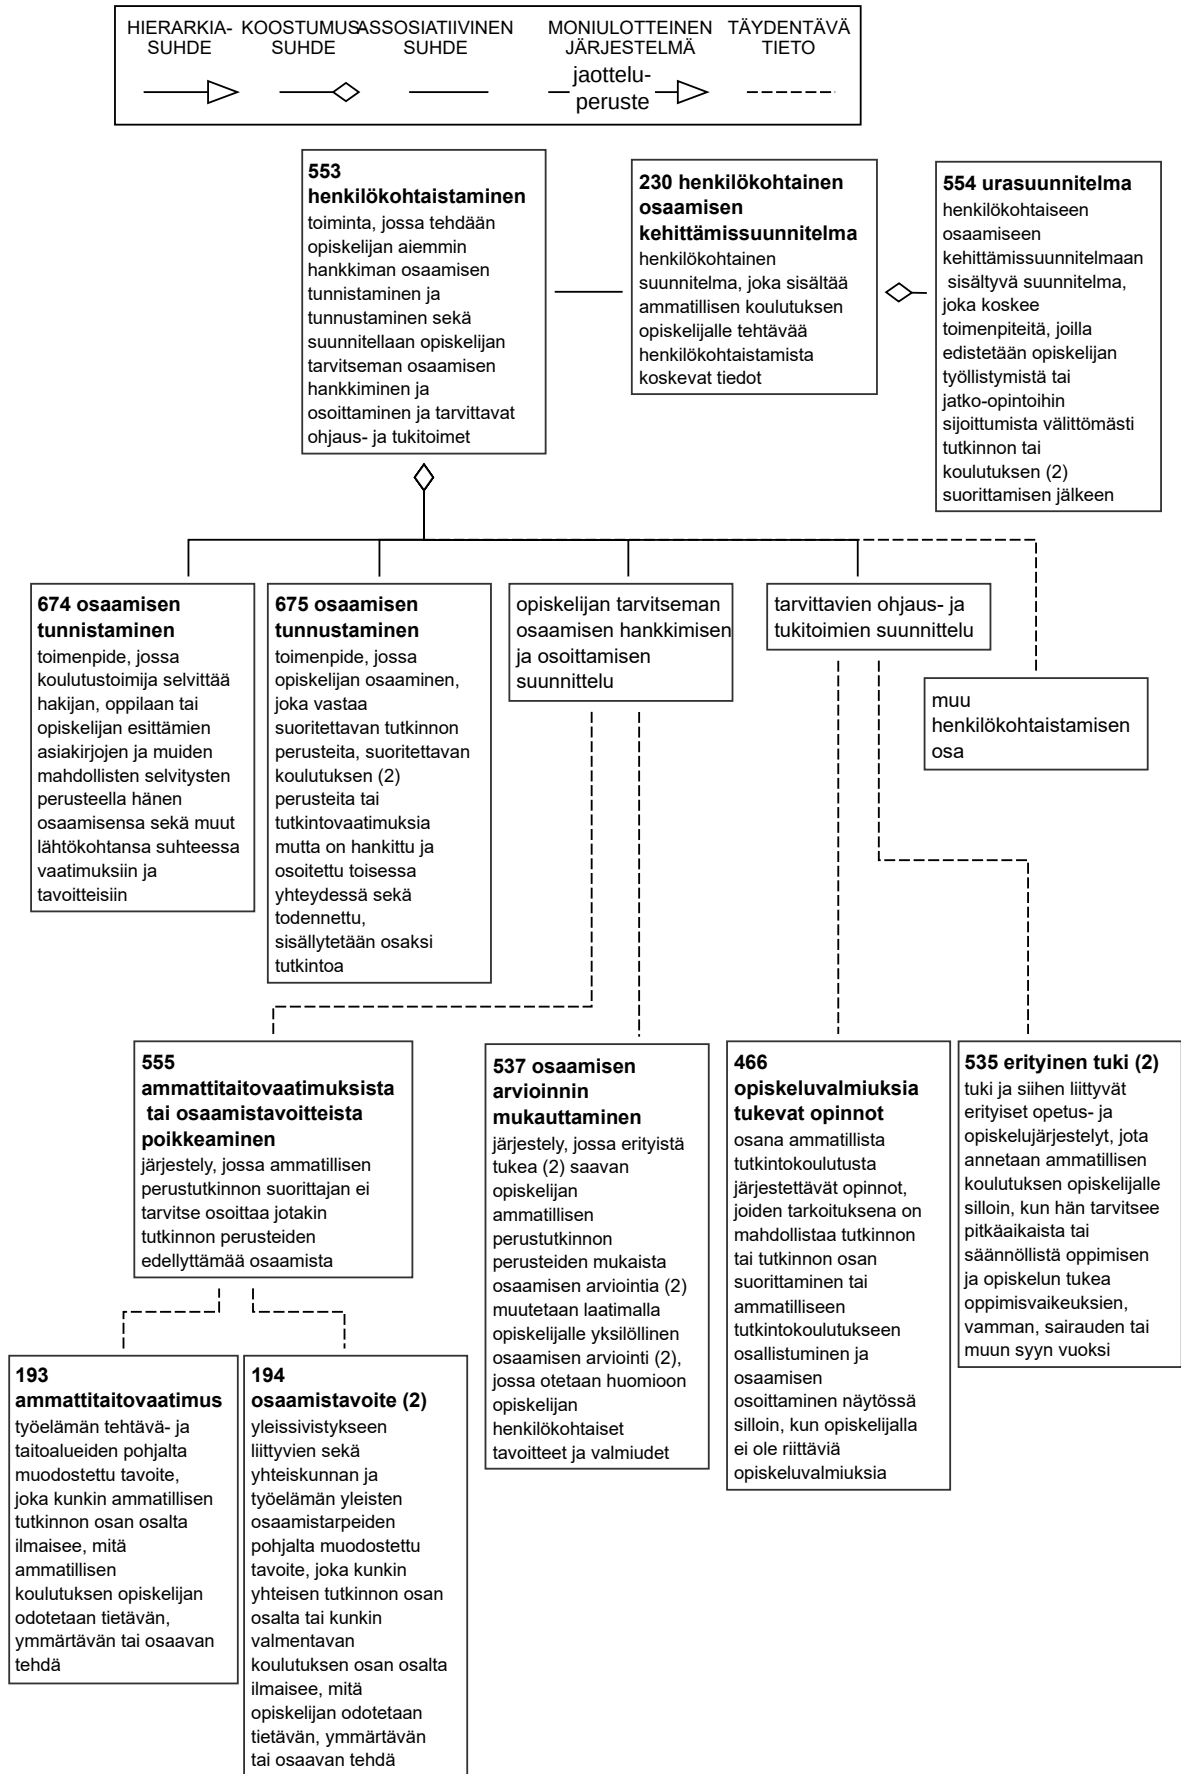 HIERARKIA-
SUHDE
KOOSTUMUS
SUHDE
ASSOSIATIIVINEN
SUHDE
MONIULOTTEINEN
JÄRJESTELMÄ
TÄYDENTÄVÄ
TIETO
jaottelu-
peruste
553
henkilökohtaistaminen
toiminta, jossa tehdään
opiskelijan aiemmin
hankkiman osaamisen
tunnistaminen ja
tunnustaminen sekä
suunnitellaan opiskelijan
tarvitseman osaamisen
hankkiminen ja
osoittaminen ja tarvittavat
ohjaus- ja tukitoimet
230 henkilökohtainen
osaamisen
kehittämissuunnitelma
henkilökohtainen
suunnitelma, joka sisältää
ammatillisen koulutuksen
opiskelijalle tehtävää
henkilökohtaistamista
koskevat tiedot
554 urasuunnitelma
henkilökohtaiseen
osaamiseen
kehittämissuunnitelmaan
sisältyvä suunnitelma,
joka koskee
toimenpiteitä, joilla
edistetään opiskelijan
työllistymistä tai
jatko-opintoihin
sijoittumista välittömästi
tutkinnon tai
koulutuksen (2)
suorittamisen jälkeen
674 osaamisen
tunnistaminen
toimenpide, jossa
koulutustoimija selvittää
hakijan, oppilaan tai
opiskelijan esittämien
asiakirjojen ja muiden
mahdollisten selvitysten
perusteella hänen
osaamisensa sekä muut
lähtökohtansa suhteessa
vaatimuksiin ja
tavoitteisiin
675 osaamisen
tunnustaminen
toimenpide, jossa
opiskelijan osaaminen,
joka vastaa
suoritettavan tutkinnon
perusteita, suoritettavan
koulutuksen (2)
perusteita tai
tutkintovaatimuksia
mutta on hankittu ja
osoitettu toisessa
yhteydessä sekä
todennettu,
sisällytetään osaksi
tutkintoa
opiskelijan tarvitseman
osaamisen hankkimisen
ja osoittamisen
suunnittelu
tarvittavien ohjaus- ja
tukitoimien suunnittelu
muu
henkilökohtaistamisen
osa
555
ammattitaitovaatimuksista
tai osaamistavoitteista
poikkeaminen
järjestely, jossa ammatillisen
perustutkinnon suorittajan ei
tarvitse osoittaa jotakin
tutkinnon perusteiden
edellyttämää osaamista
537 osaamisen
arvioinnin
mukauttaminen
järjestely, jossa erityistä
tukea (2) saavan
opiskelijan
ammatillisen
perustutkinnon
perusteiden mukaista
osaamisen arviointia (2)
muutetaan laatimalla
opiskelijalle yksilöllinen
osaamisen arviointi (2),
jossa otetaan huomioon
opiskelijan
henkilökohtaiset
tavoitteet ja valmiudet
466
opiskeluvalmiuksia
tukevat opinnot
osana ammatillista
tutkintokoulutusta
järjestettävät opinnot,
joiden tarkoituksena on
mahdollistaa tutkinnon
tai tutkinnon osan
suorittaminen tai
ammatilliseen
tutkintokoulutukseen
osallistuminen ja
osaamisen
osoittaminen näytössä
silloin, kun opiskelijalla
ei ole riittäviä
opiskeluvalmiuksia
535 erityinen tuki (2)
tuki ja siihen liittyvät
erityiset opetus- ja
opiskelujärjestelyt, jota
annetaan ammatillisen
koulutuksen opiskelijalle
silloin, kun hän tarvitsee
pitkäaikaista tai
säännöllistä oppimisen
ja opiskelun tukea
oppimisvaikeuksien,
vamman, sairauden tai
muun syyn vuoksi
193
ammattitaitovaatimus
työelämän tehtävä- ja
taitoalueiden pohjalta
muodostettu tavoite,
joka kunkin ammatillisen
tutkinnon osan osalta
ilmaisee, mitä
ammatillisen
koulutuksen opiskelijan
odotetaan tietävän,
ymmärtävän tai osaavan
tehdä
194
osaamistavoite (2)
yleissivistykseen
liittyvien sekä
yhteiskunnan ja
työelämän yleisten
osaamistarpeiden
pohjalta muodostettu
tavoite, joka kunkin
yhteisen tutkinnon osan
osalta tai kunkin
valmentavan
koulutuksen osan osalta
ilmaisee, mitä
opiskelijan odotetaan
tietävän, ymmärtävän
tai osaavan tehdä